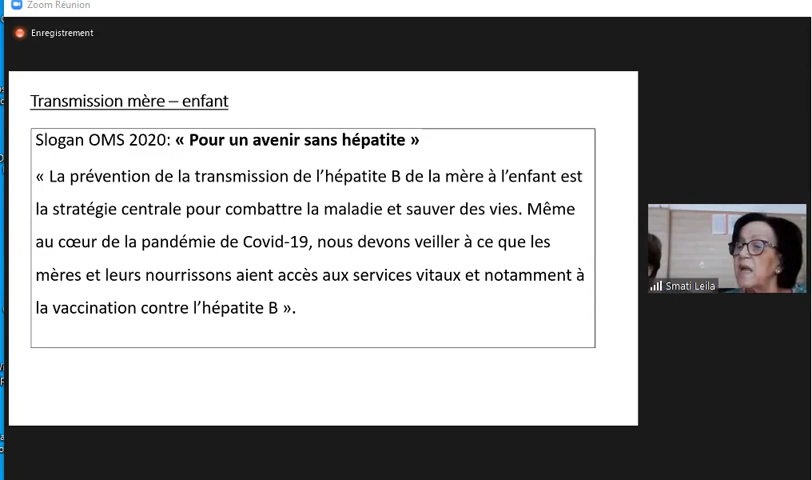 Zoom Réunion
Enregistrement
Transmission mère – enfant
Slogan OMS 2020: « Pour un avenir sans hépatite »
« La prévention de la transmission de l’hépatite B de la mère à l’enfant est
la stratégie centrale pour combattre la maladie et sauver des vies. Même
au cœur de la pandémie de Covid-19, nous devons veiller à ce que les
mères et leurs nourrissons aient accès aux services vitaux et notamment à
la vaccination contre l’hépatite B ».
Smati Leila